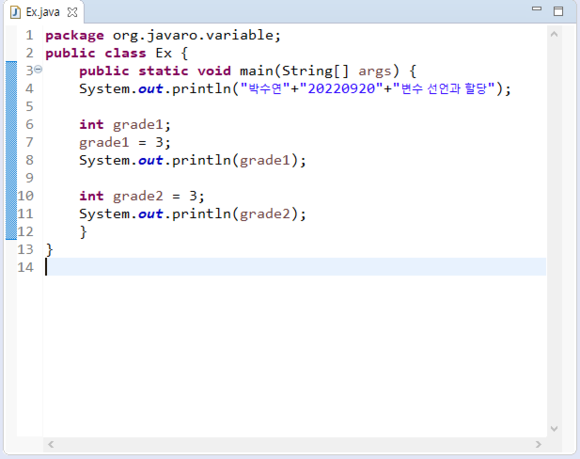 Ex.java
1 package org.javaro.variable;
2 public class Ex {
3 public static void main(String[] args) {
4 System.out.println("박수연"+"20220920"+"변수 선언과 할당");
5
6 int grade1;
7 grade1 = 3;
8 System.out.println(grade1);
9
10 int grade2 = 3;
11 System.out.println(grade2);
12 }
13 }
14